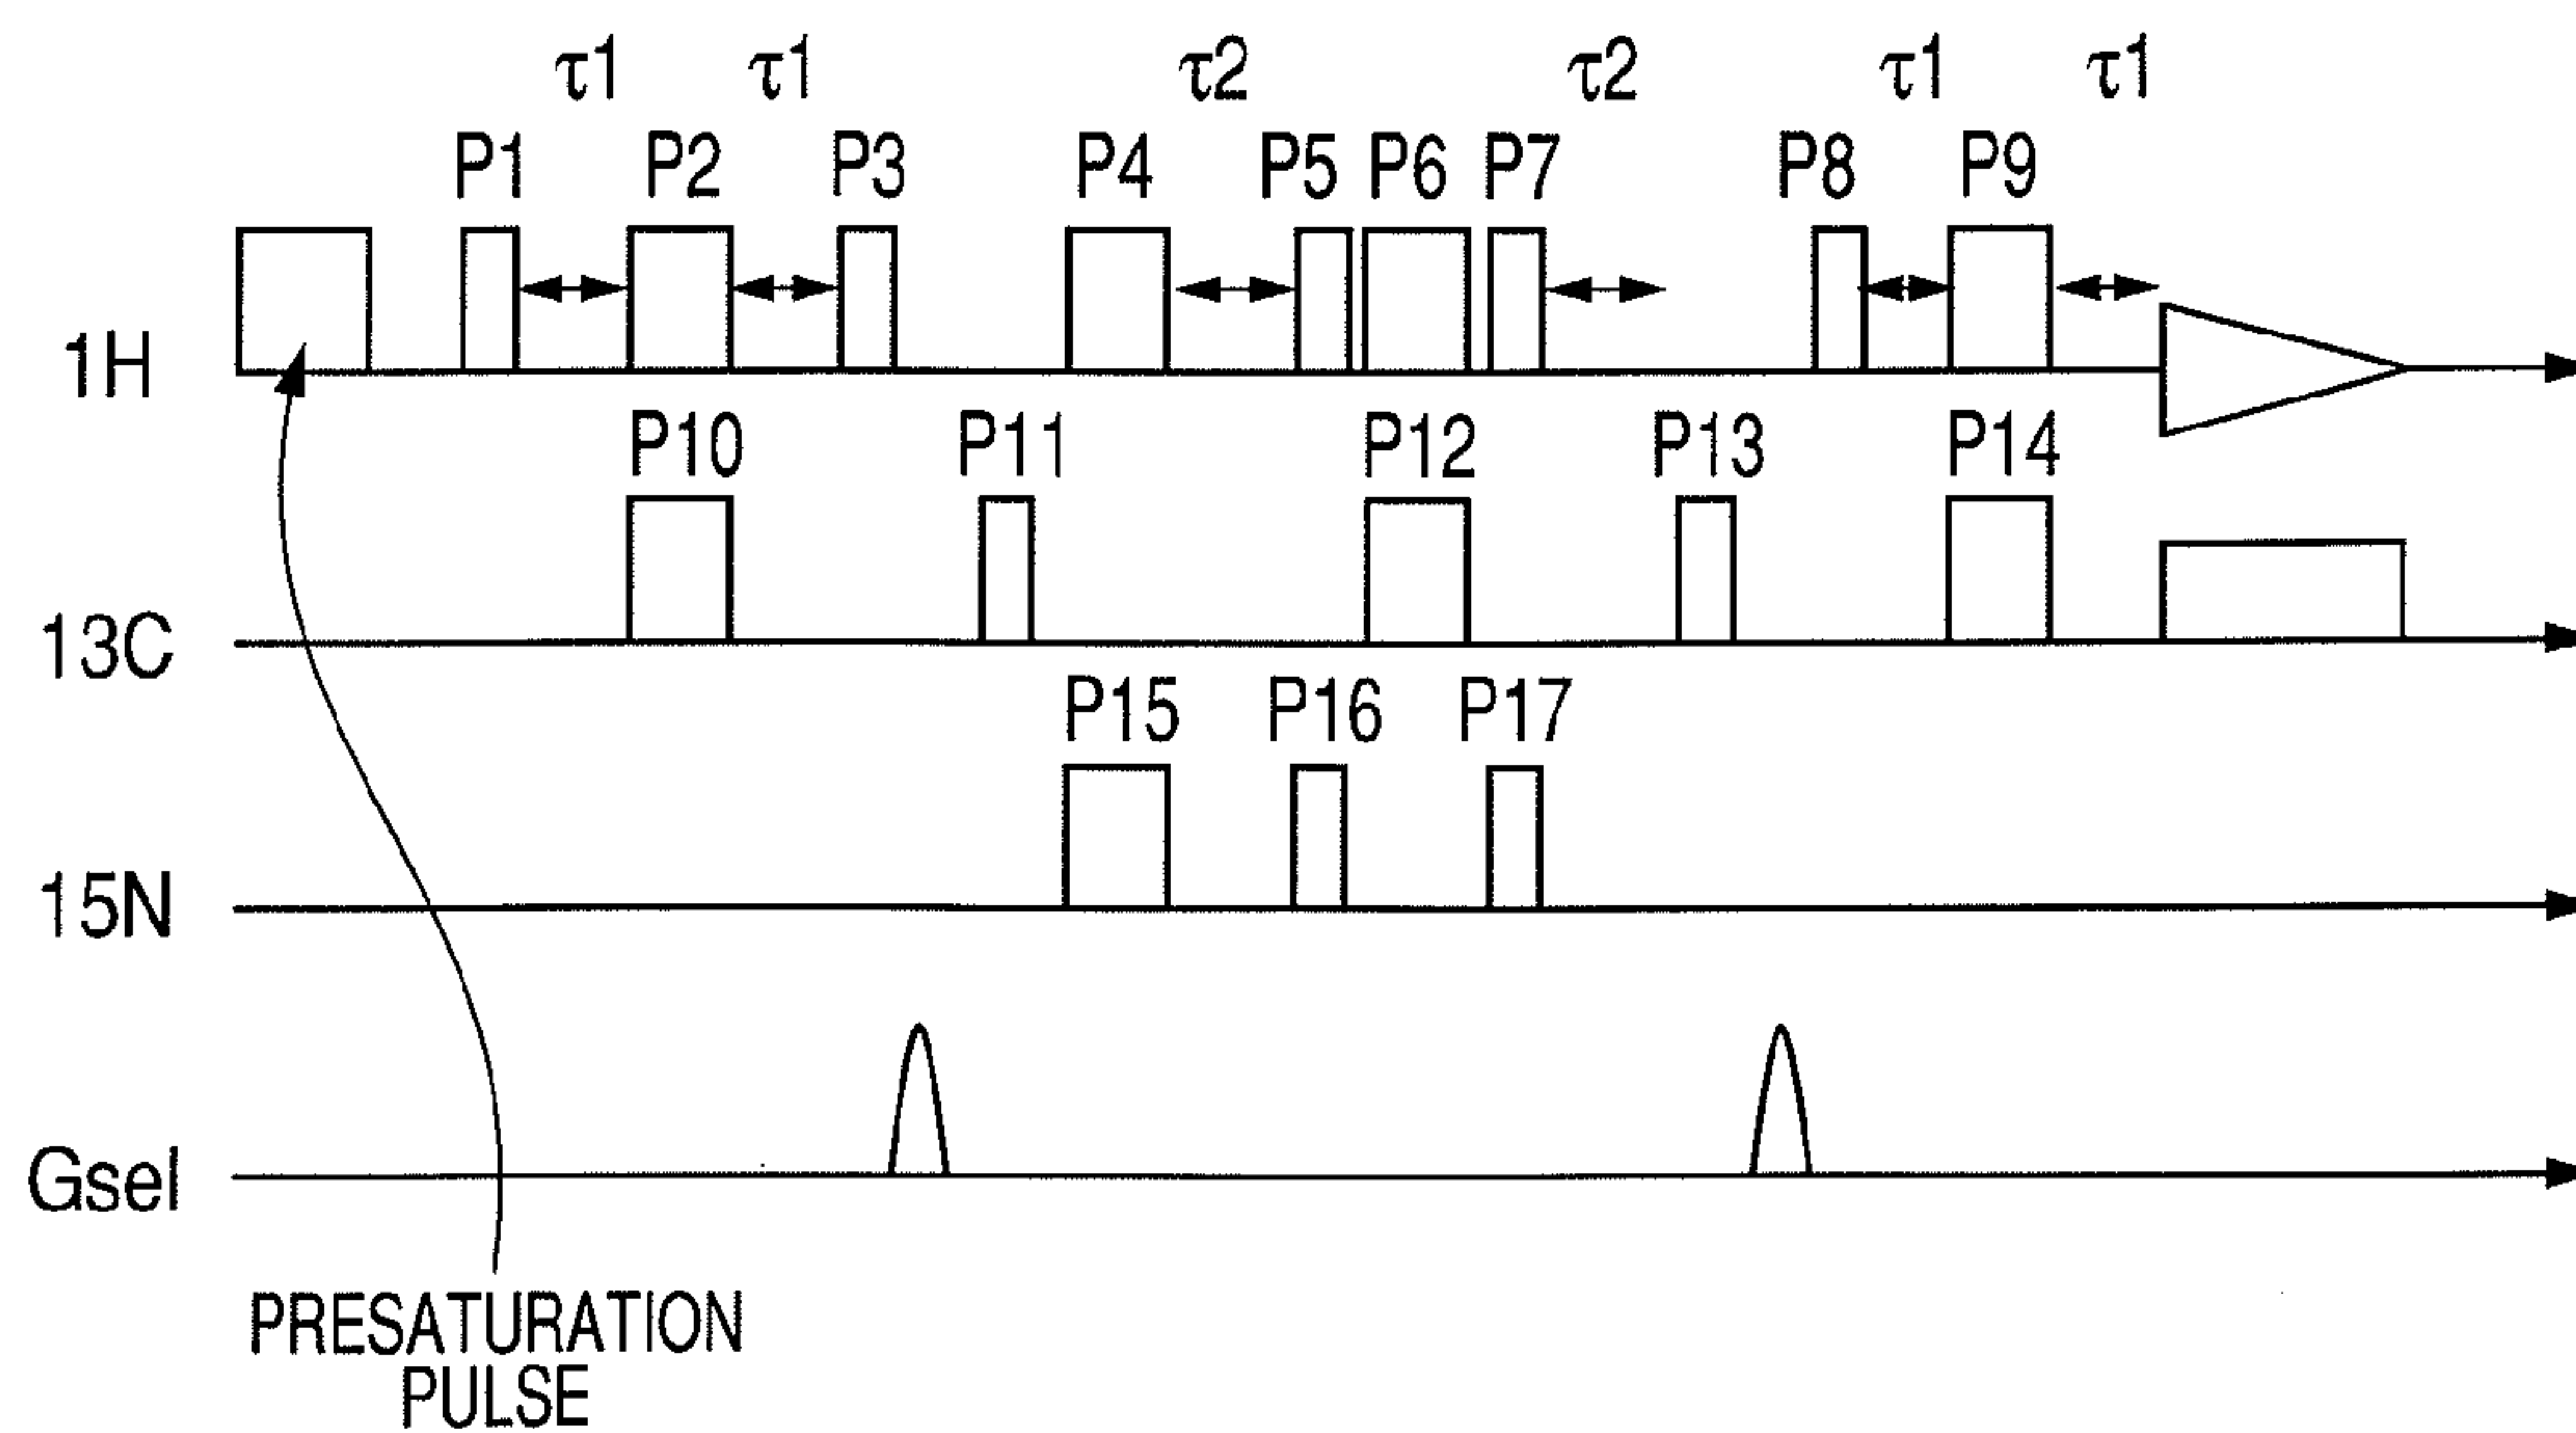 τ1 τ1 τ2 τ2 τ1 τ1
P1 P2 P3 P4 P5 P6 P7 P8 P9
1H
P10 P11 P12 P13 P14
13C
P15 P16 P17
15N
Gsel
PRESATURATION
PULSE